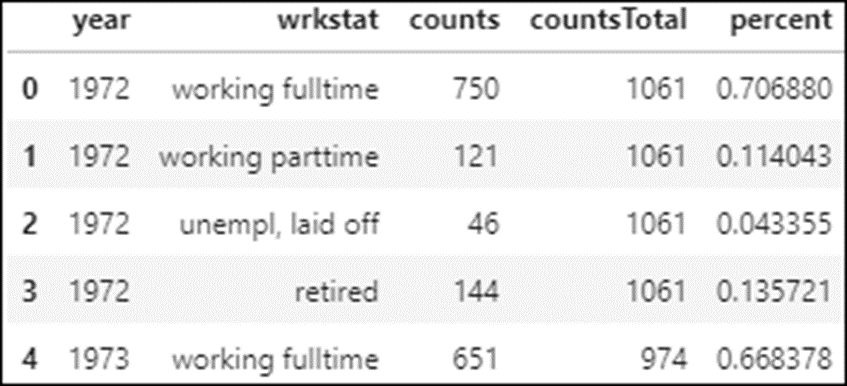 year wrkstat counts countsTotal percent
0 1972 working fulltime 750 1061 0.706880
1 1972 working parttime 121 1061 0.114043
2 1972 unempl, laid off 46 1061 0.043355
3 1972 retired 144 1061 0.135721
4 1973 working fulltime 651 974 0.668378